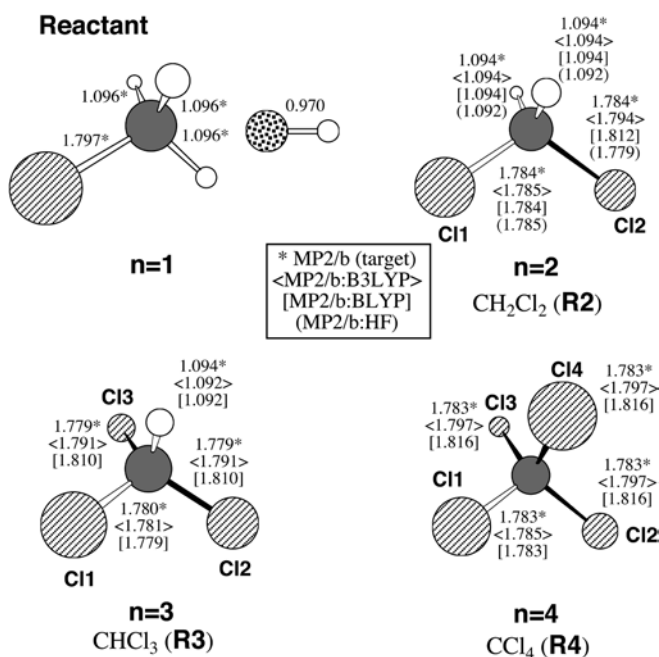 Reactant
1.096*
1.797*
1.096*
1.096*
0.970
n=1
1.094*
<1.094>
[1.094]
(1.092)
1.094*
<1.094>
[1.094]
(1.092)
1.784*
<1.794>
[1.812]
(1.779)
1.784*
<1.785>
[1.784]
(1.785)
Cl1
Cl2
n=2
CH₂Cl₂ (R2)
* MP2/b (target)
<MP2/b:B3LYP>
[MP2/b:BLYP]
(MP2/b:HF)
1.094*
<1.092>
[1.092]
Cl3
1.779*
<1.791>
[1.810]
1.779*
<1.791>
[1.810]
1.780*
<1.781>
[1.779]
Cl1
Cl2
n=3
CHCl₃ (R3)
Cl4
1.783*
<1.797>
[1.816]
1.783*
<1.797>
[1.816]
Cl3
1.783*
<1.797>
[1.816]
Cl1
1.783*
<1.785>
[1.783]
Cl2
n=4
CCl₄ (R4)